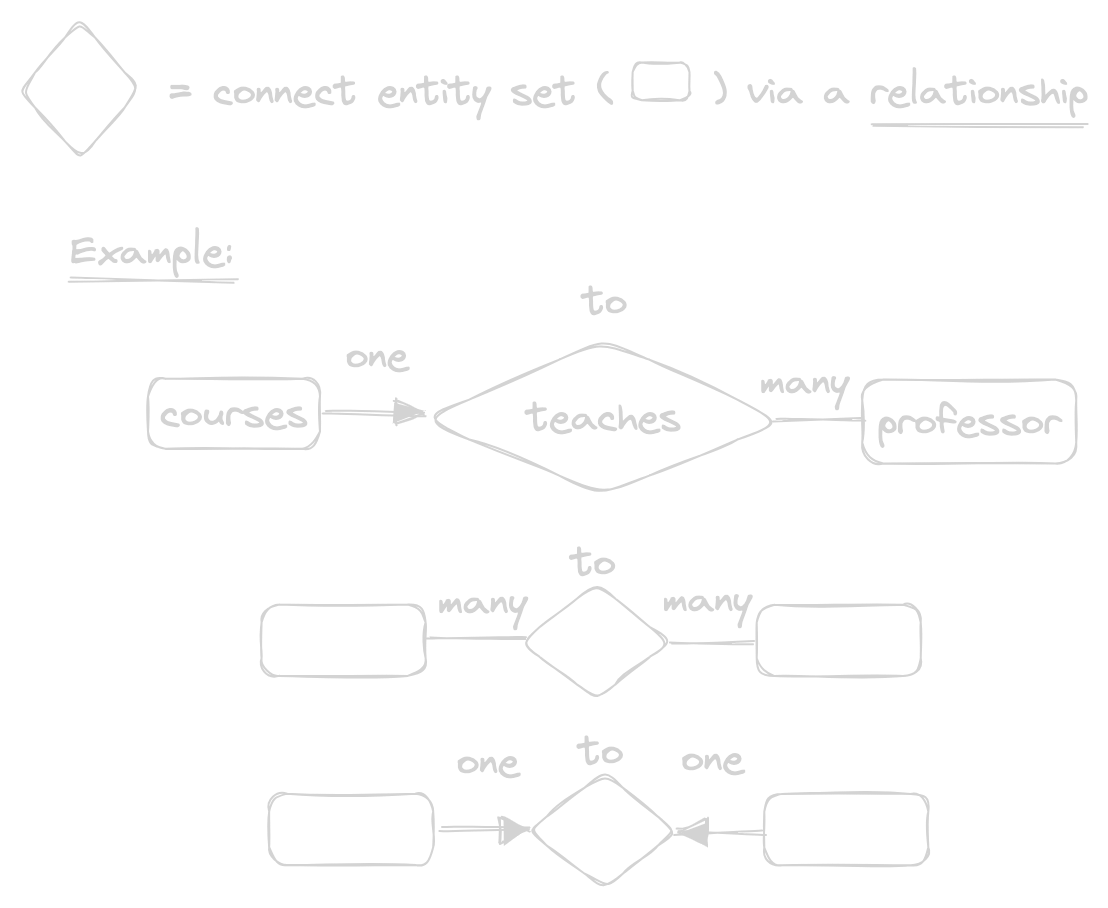 = connect entity set ( ) via a relationship
Example:
to
one
many
courses
teaches
professor
to
many
many
to
one
one